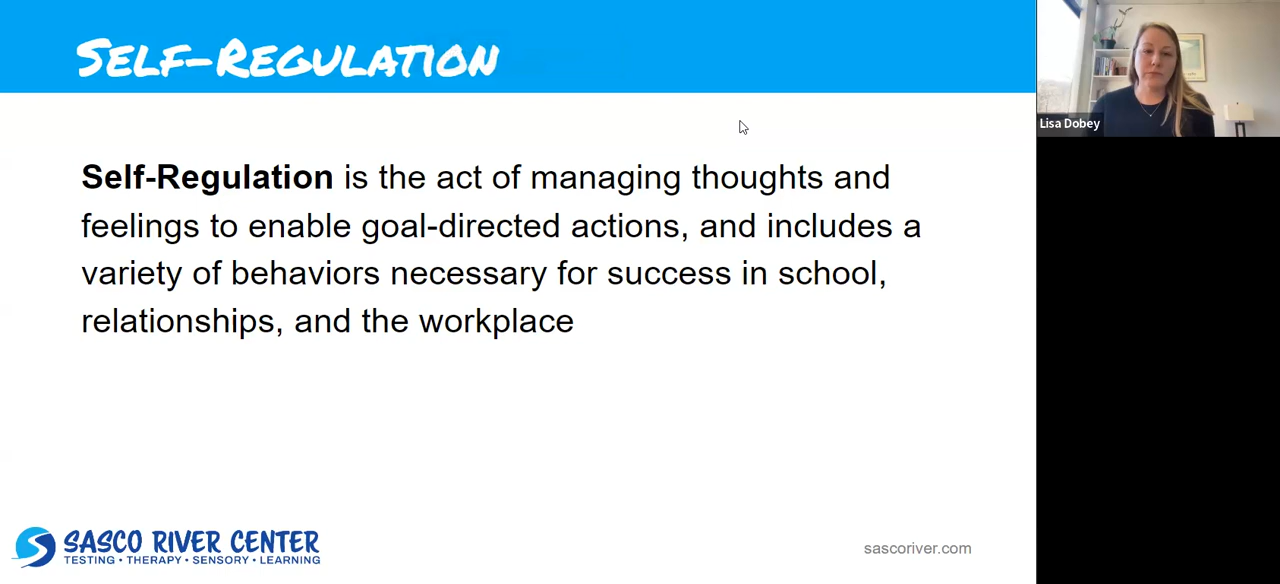 SELF-REGULATION
Lisa Dobey
Self-Regulation is the act of managing thoughts and
feelings to enable goal-directed actions, and includes a
variety of behaviors necessary for success in school,
relationships, and the workplace
SASCO RIVER CENTER
TESTING • THERAPY • SENSORY • LEARNING
sascoriver.com